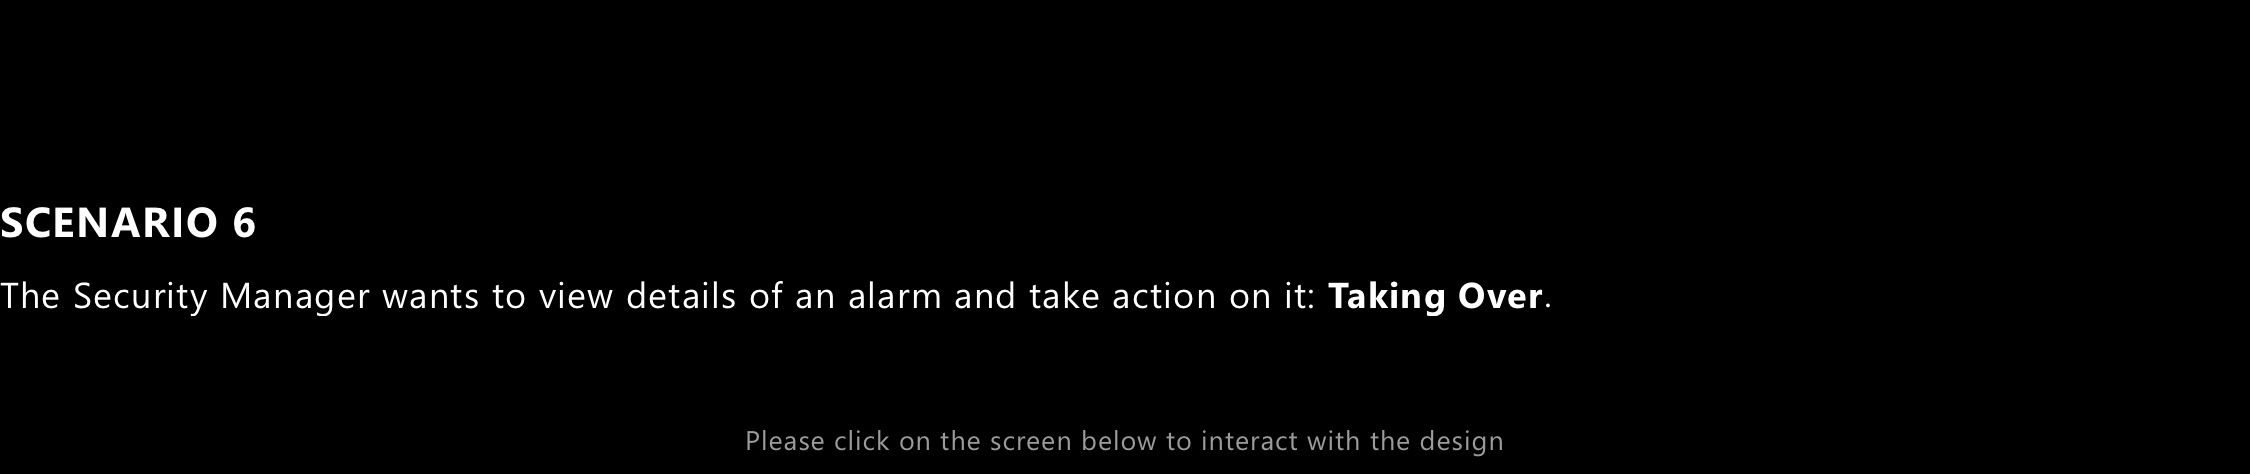 SCENARIO 6
The Security Manager wants to view details of an alarm and take action on it: Taking Over.
Please click on the screen below to interact with the design